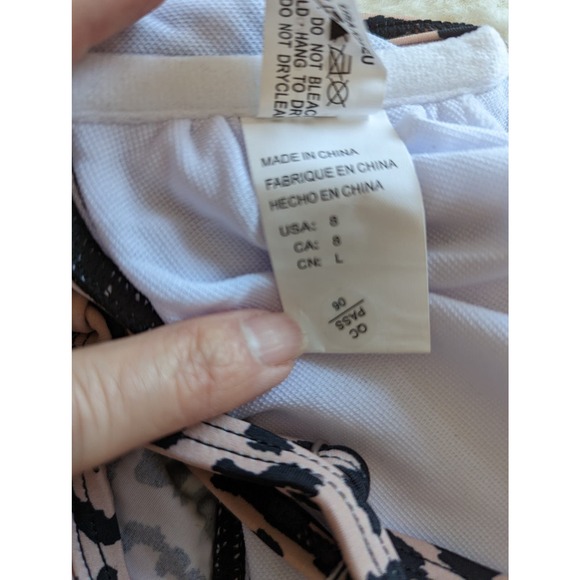 DO NOT BLEACH
HANG TO DR
DO NOT DRYCLEA
MADE IN CHINA
FABRIQUE EN CHINA
HECHO EN CHINA
USA: 8
CA: 8
CN: L
QC
PASS
06